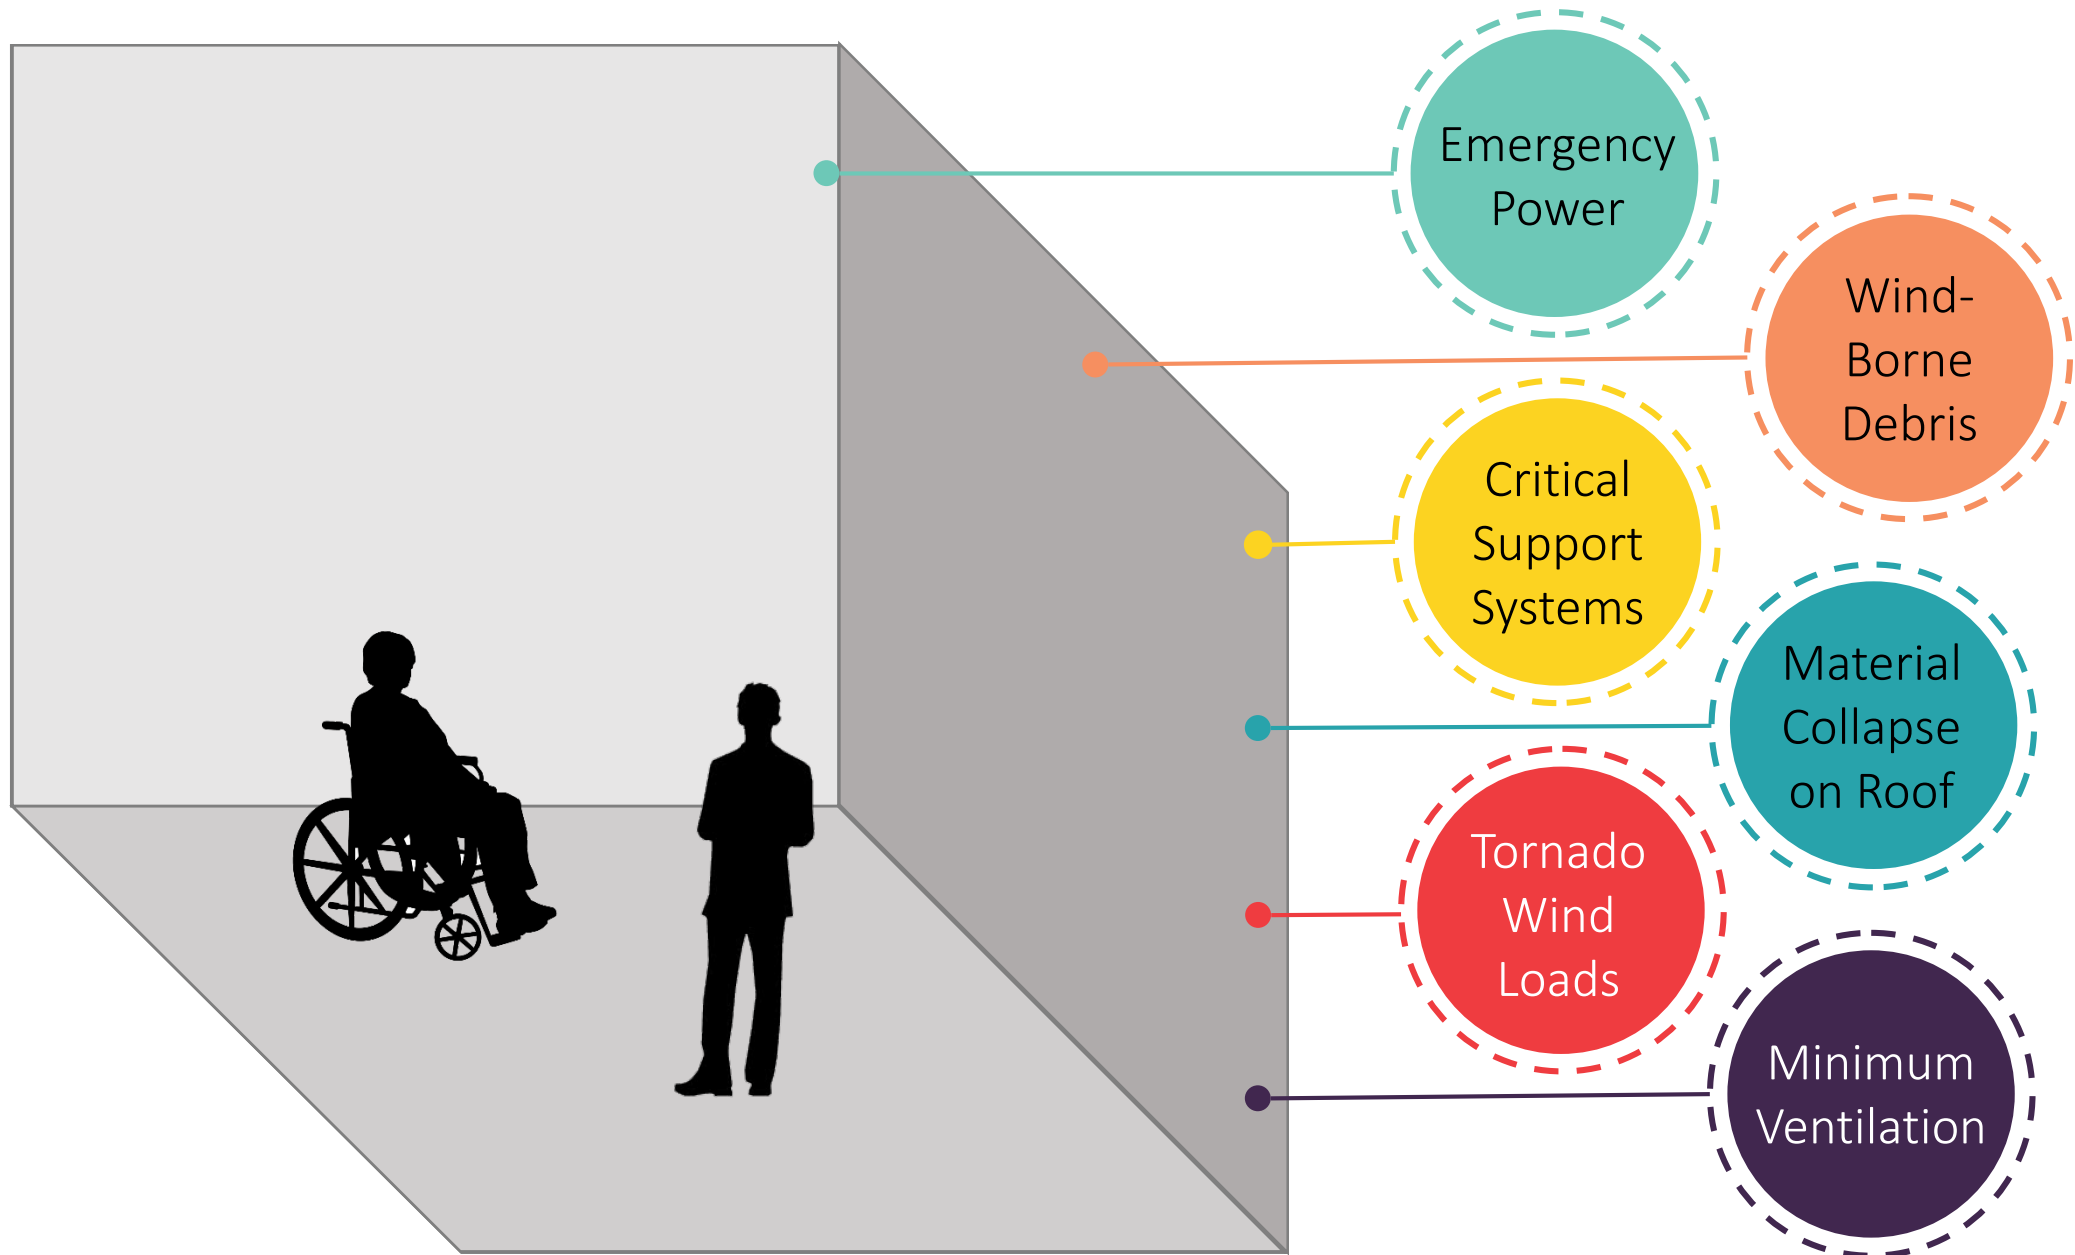 Emergency
Power
Wind-
Borne
Debris
Critical
Support
Systems
Material
Collapse
on Roof
Tornado
Wind
Loads
Minimum
Ventilation